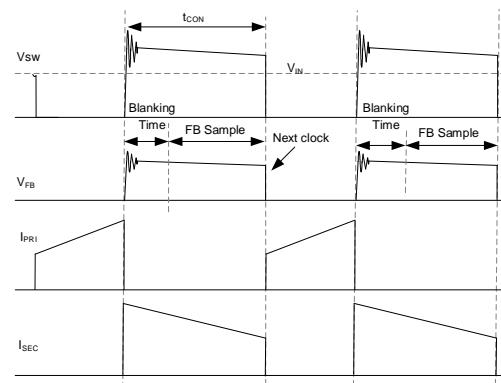 tCON
Vsw
VIN
Blanking Time
Blanking Time
FB Sample
FB Sample
Next clock
VFB
IPRI
ISEC